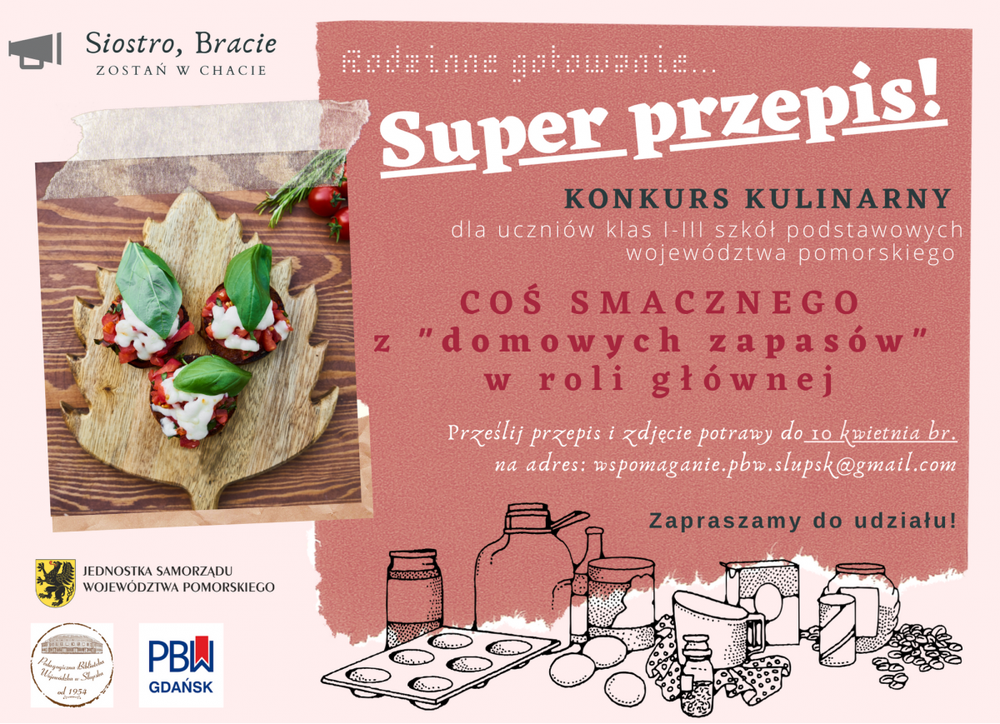 Siostro, Bracie
ZOSTAŃ W CHACIE
Rodzinne gotowanie...
Super przepis!
KONKURS KULINARNY
dla uczniów klas I-III szkół podstawowych
województwa pomorskiego
COŚ SMACZNEGO
z "domowych zapasów"
w roli głównej
Prześlij przepis i zdjęcie potrawy do 10 kwietnia br.
na adres: wspomaganie.pbw.slupsk@gmail.com
Zapraszamy do udziału!
JEDNOSTKA SAMORZĄDU
WOJEWÓDZTWA POMORSKIEGO
Pedagogiczna Biblioteka
Wojewódzka w Słupsku
od 1954
PBW
GDAŃSK